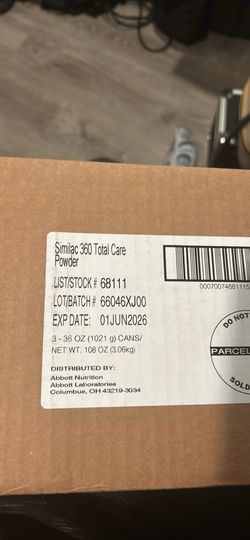 Similac 360 Total Care
Powder
LIST/STOCK # 68111
LOT/BATCH # 66046XJ00
EXP DATE: 01JUN2026
3 - 36 OZ (1021 g) CANS/
NET WT. 108 OZ (3.06kg)
DISTRIBUTED BY:
Abbott Nutrition
Abbott Laboratories
Columbus, OH 43219-3034
00070074681115
DO NOT
PARCEL
SOLD